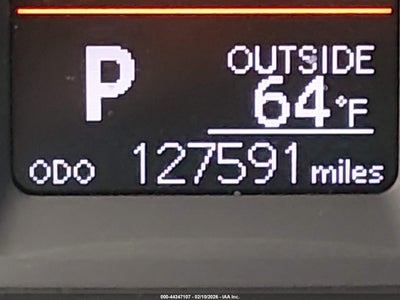 P
OUTSIDE
64°F
ODO 127591 miles
000-44347107 - 02/10/2026 - IAA Inc.